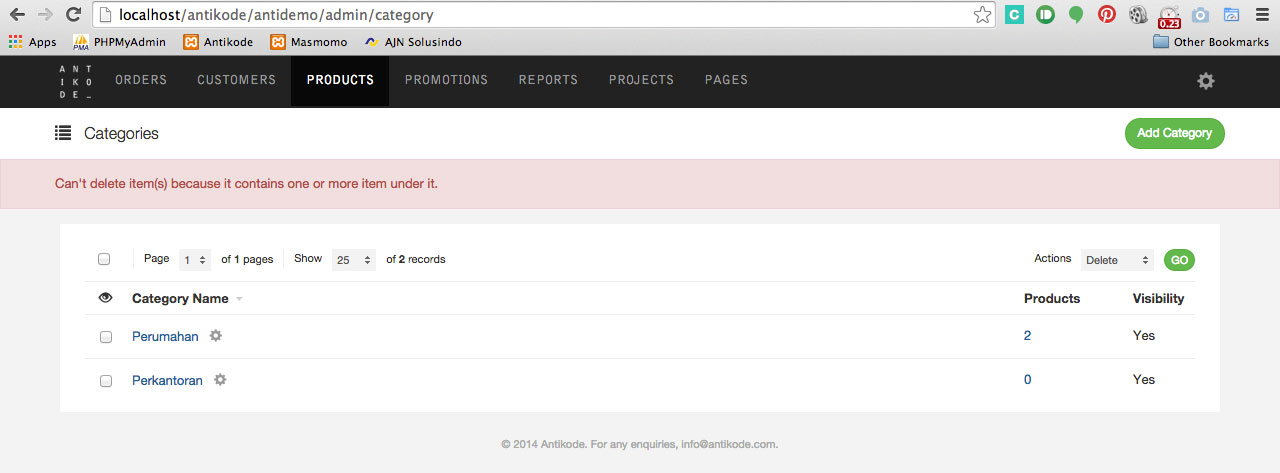 localhost/antikode/antidemo/admin/category
0.23
Apps PMA PHPMyAdmin Antikode Masmomo AJN Solusindo Other Bookmarks
ANT
IKO
DE_
ORDERS CUSTOMERS PRODUCTS PROMOTIONS REPORTS PROJECTS PAGES
Categories Add Category
Can't delete item(s) because it contains one or more item under it.
Page 1 of 1 pages Show 25 of 2 records Actions Delete GO
Category Name Products Visibility
Perumahan 2 Yes
Perkantoran 0 Yes
© 2014 Antikode. For any enquiries, info@antikode.com.